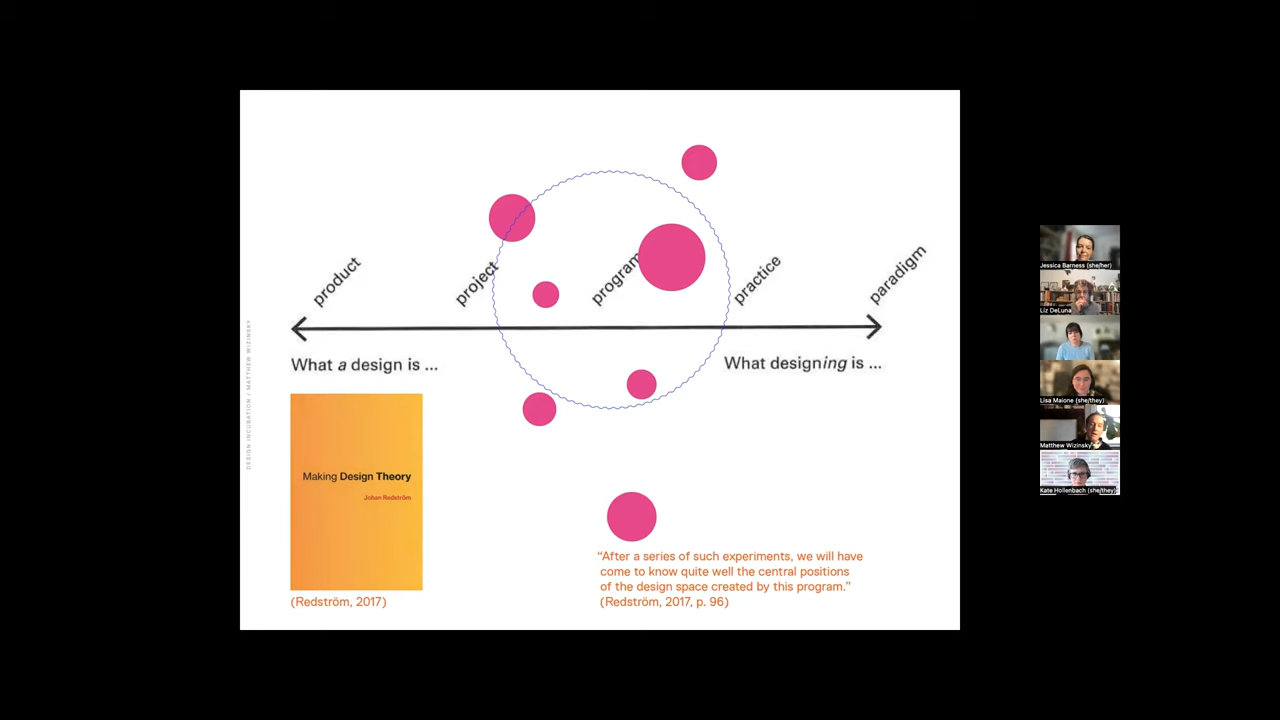 product
project
program
practice
paradigm
What a design is ...
What designing is ...
DESIGN INCUBATION / MATTHEW WIZINSKY
Making Design Theory
Johan Redström
(Redström, 2017)
“After a series of such experiments, we will have
come to know quite well the central positions
of the design space created by this program.”
(Redström, 2017, p. 96)
Jessica Barness (she/her)
Liz DeLuna
Lisa Maione (she/they)
Matthew Wizinsky
Kate Hollenbach (she/they)